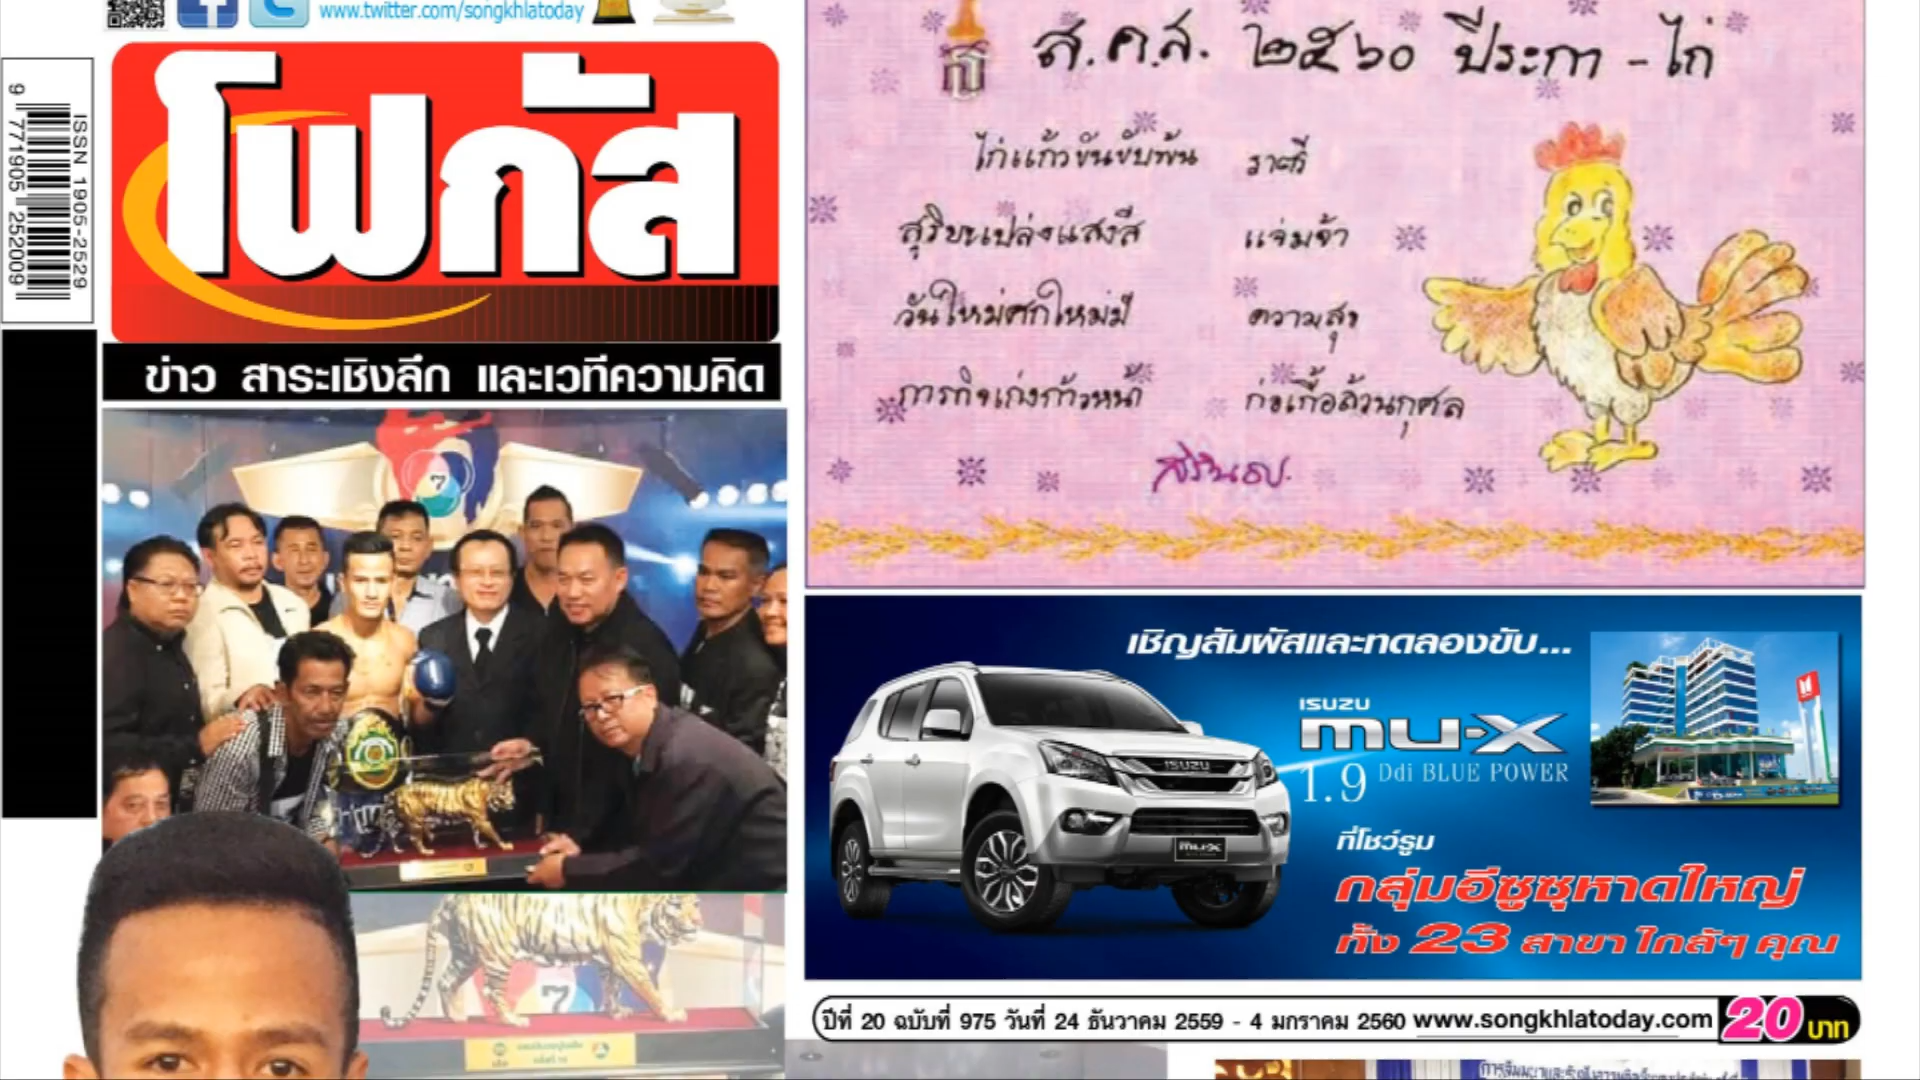 www.twitter.com/songkhlatoday
โฟกัส
ข่าว สาระเชิงลึก และเวทีความคิด
ISSN 1905-2529
9 771905 252009
7
7
ส.ค.ส. ๒๕๖๐ ปีระกา - ไก่
ไก่แก้วขันขับพ้น ราตรี
สุริยนเปล่งแสงสี แจ่มจ้า
วันใหม่ศกใหม่มี ความสุข
ภารกิจเก่งก้าวหน้า ก่อเกื้อล้วนกุศล
สิรินธร.
เชิญสัมผัสและทดลองขับ...
ISUZU
mu-X
1.9 Ddi BLUE POWER
ISUZU
mu-x
ที่โชว์รูม
กลุ่มอีซูซุหาดใหญ่
ทั้ง 23 สาขา ใกล้ๆ คุณ
ปีที่ 20 ฉบับที่ 975 วันที่ 24 ธันวาคม 2559 - 4 มกราคม 2560 www.songkhlatoday.com 20 บาท